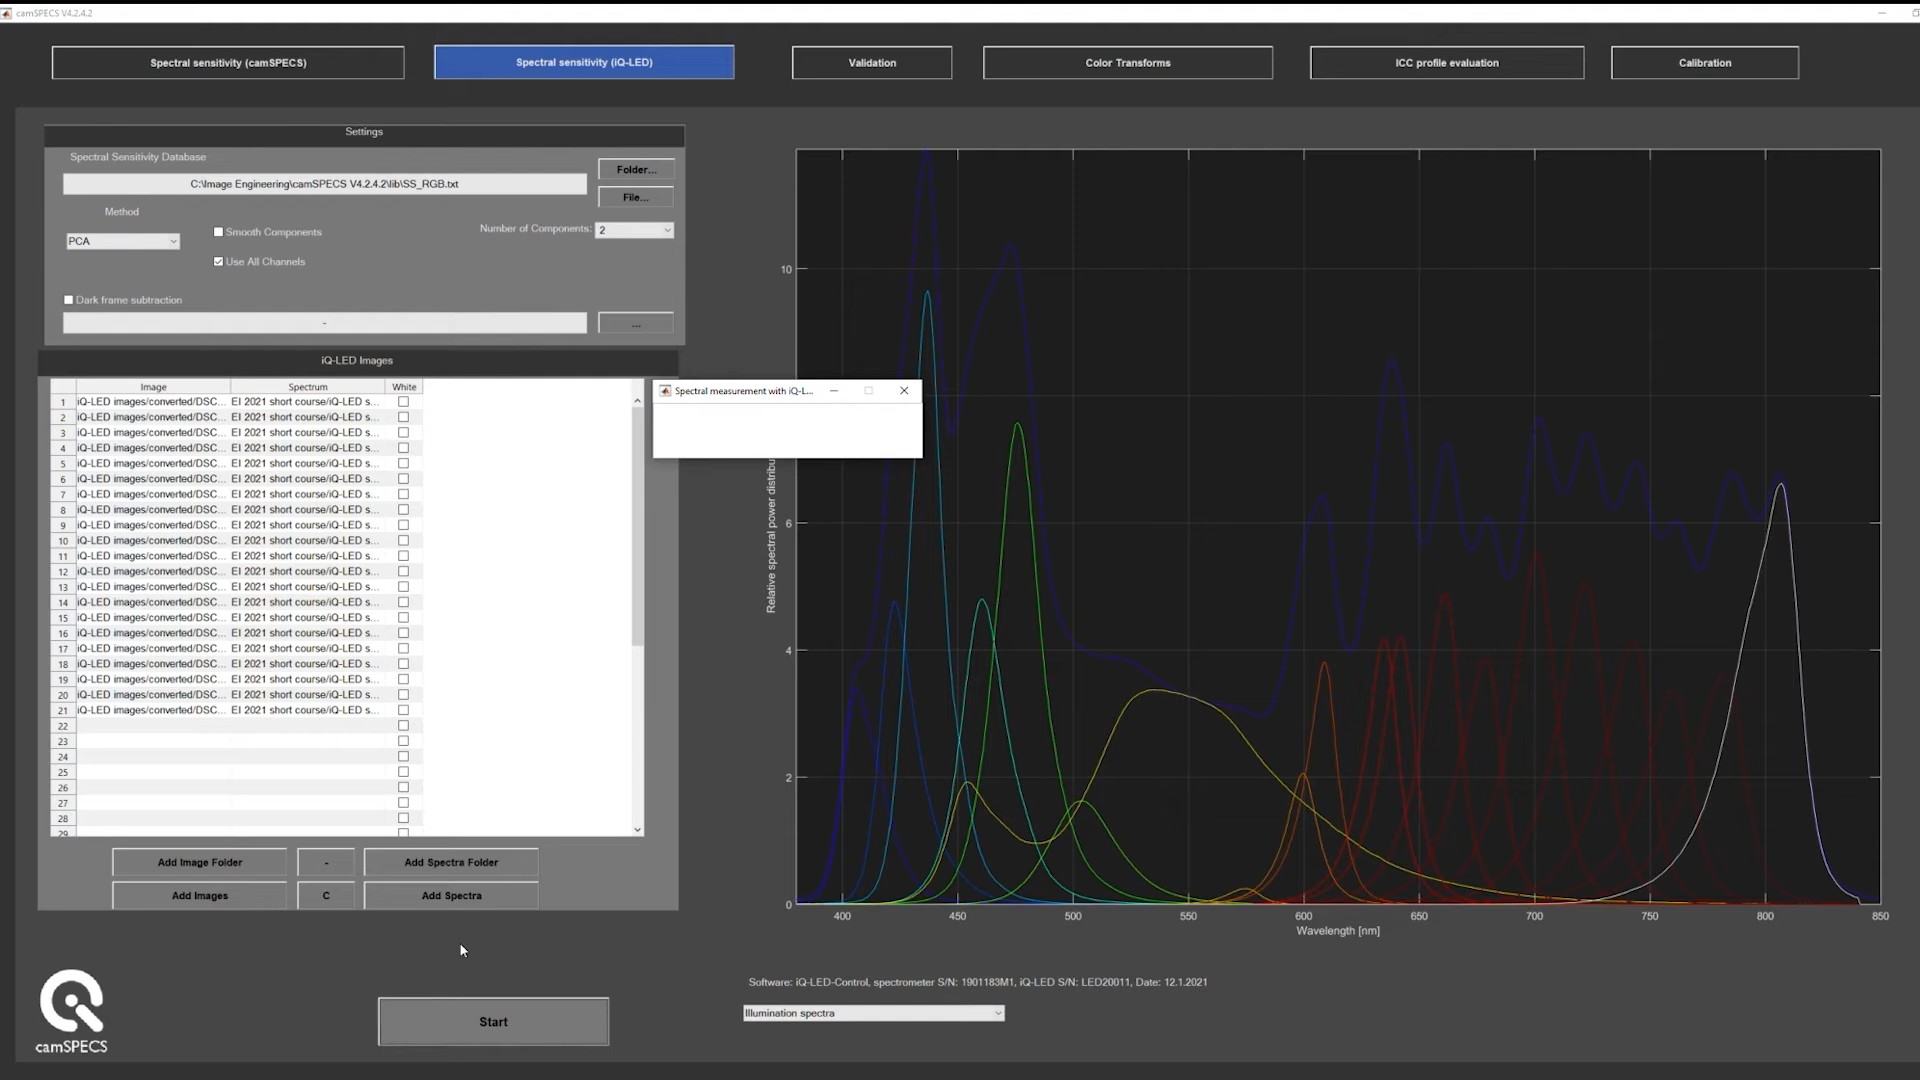 camSPECS V4.2.4.2
Spectral sensitivity (camSPECS)
Spectral sensitivity (iQ-LED)
Validation
Color Transforms
ICC profile evaluation
Calibration
Settings
Spectral Sensitivity Database
C:\Image Engineering\camSPECS V4.2.4.2\lib\SS_RGB.txt
Folder...
File...
Method
PCA
Smooth Components
Number of Components: 2
Use All Channels
Dark frame subtraction
-
...
iQ-LED Images
Image Spectrum White
1 iQ-LED images/converted/DSC... EI 2021 short course/iQ-LED s...
2 iQ-LED images/converted/DSC... EI 2021 short course/iQ-LED s...
3 iQ-LED images/converted/DSC... EI 2021 short course/iQ-LED s...
4 iQ-LED images/converted/DSC... EI 2021 short course/iQ-LED s...
5 iQ-LED images/converted/DSC... EI 2021 short course/iQ-LED s...
6 iQ-LED images/converted/DSC... EI 2021 short course/iQ-LED s...
7 iQ-LED images/converted/DSC... EI 2021 short course/iQ-LED s...
8 iQ-LED images/converted/DSC... EI 2021 short course/iQ-LED s...
9 iQ-LED images/converted/DSC... EI 2021 short course/iQ-LED s...
10 iQ-LED images/converted/DSC... EI 2021 short course/iQ-LED s...
11 iQ-LED images/converted/DSC... EI 2021 short course/iQ-LED s...
12 iQ-LED images/converted/DSC... EI 2021 short course/iQ-LED s...
13 iQ-LED images/converted/DSC... EI 2021 short course/iQ-LED s...
14 iQ-LED images/converted/DSC... EI 2021 short course/iQ-LED s...
15 iQ-LED images/converted/DSC... EI 2021 short course/iQ-LED s...
16 iQ-LED images/converted/DSC... EI 2021 short course/iQ-LED s...
17 iQ-LED images/converted/DSC... EI 2021 short course/iQ-LED s...
18 iQ-LED images/converted/DSC... EI 2021 short course/iQ-LED s...
19 iQ-LED images/converted/DSC... EI 2021 short course/iQ-LED s...
20 iQ-LED images/converted/DSC... EI 2021 short course/iQ-LED s...
21 iQ-LED images/converted/DSC... EI 2021 short course/iQ-LED s...
22
23
24
25
26
27
28
29
Add Image Folder
-
Add Spectra Folder
Add Images
C
Add Spectra
camSPECS
Start
Spectral measurement with iQ-L...
10
6
4
2
0
Relative spectral power distribu
400 450 500 550 600 650 700 750 800 850
Wavelength [nm]
Software: iQ-LED-Control, spectrometer S/N: 1901183M1, iQ-LED S/N: LED20011, Date: 12.1.2021
Illumination spectra